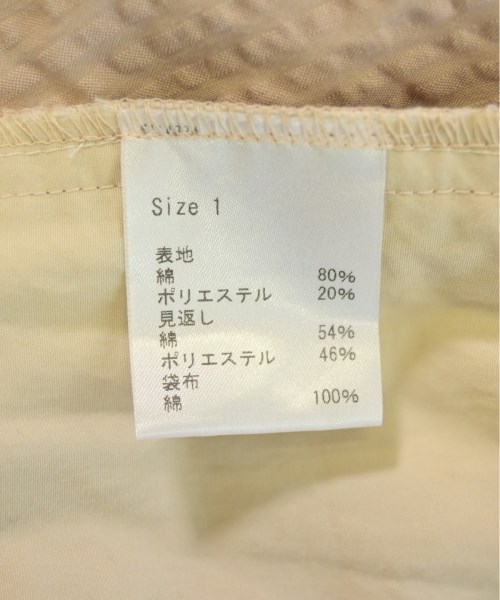 Size 1
表地
綿 80%
ポリエステル 20%
見返し
綿 54%
ポリエステル 46%
袋布
綿 100%